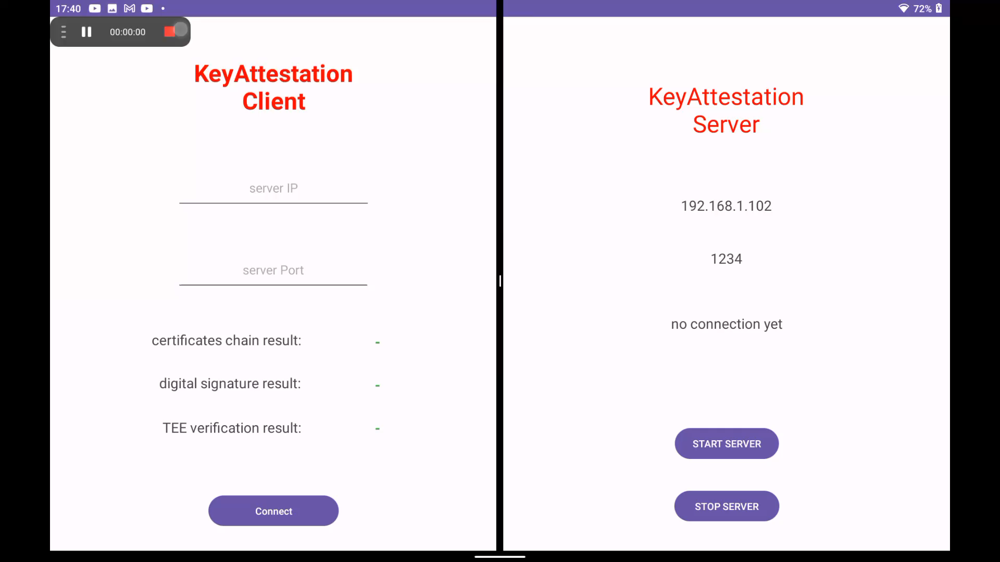 17:40
72%
00:00:00
KeyAttestation
Client
server IP
server Port
certificates chain result: -
digital signature result: -
TEE verification result: -
Connect
KeyAttestation
Server
192.168.1.102
1234
no connection yet
START SERVER
STOP SERVER